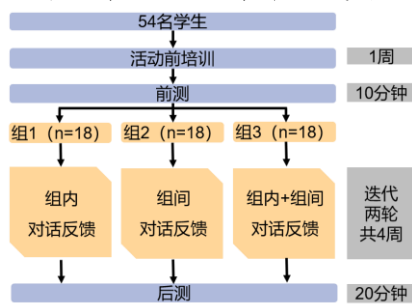 54名学生
活动前培训
1周
前测
10分钟
组1（n=18）
组2（n=18）
组3（n=18）
组内
对话反馈
组间
对话反馈
组内+组间
对话反馈
迭代
两轮
共4周
后测
20分钟